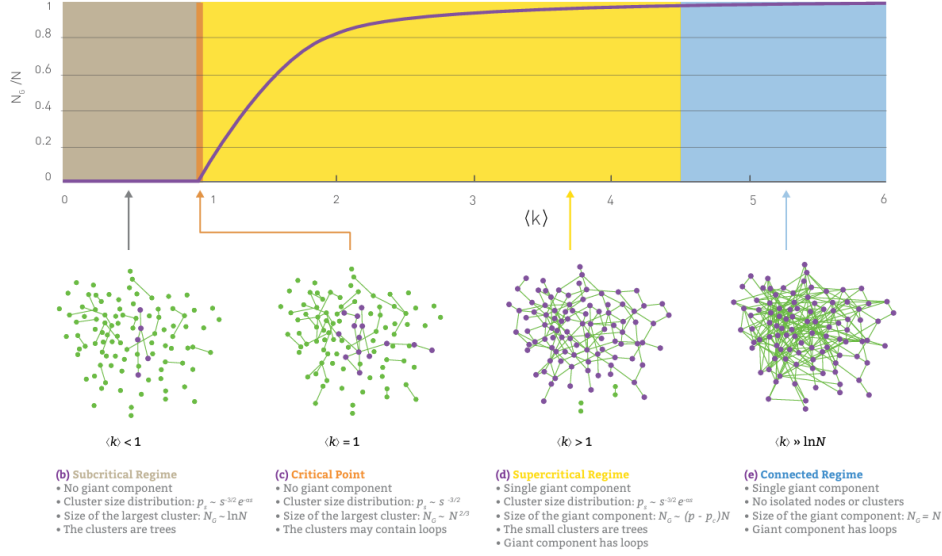 1
0.8
0.6
0.4
0.2
0
N_G /N
0 1 2 3 4 5 6
⟨k⟩
⟨k⟩ < 1
⟨k⟩ = 1
⟨k⟩ > 1
⟨k⟩ » lnN
(b) Subcritical Regime
• No giant component
• Cluster size distribution: p_s ~ s^-3/2 e^-αs
• Size of the largest cluster: N_G ~ lnN
• The clusters are trees
(c) Critical Point
• No giant component
• Cluster size distribution: p_s ~ s^-3/2
• Size of the largest cluster: N_G ~ N^2/3
• The clusters may contain loops
(d) Supercritical Regime
• Single giant component
• Cluster size distribution: p_s ~ s^-3/2 e^-αs
• Size of the giant component: N_G ~ (p - p_c)N
• The small clusters are trees
• Giant component has loops
(e) Connected Regime
• Single giant component
• No isolated nodes or clusters
• Size of the giant component: N_G = N
• Giant component has loops